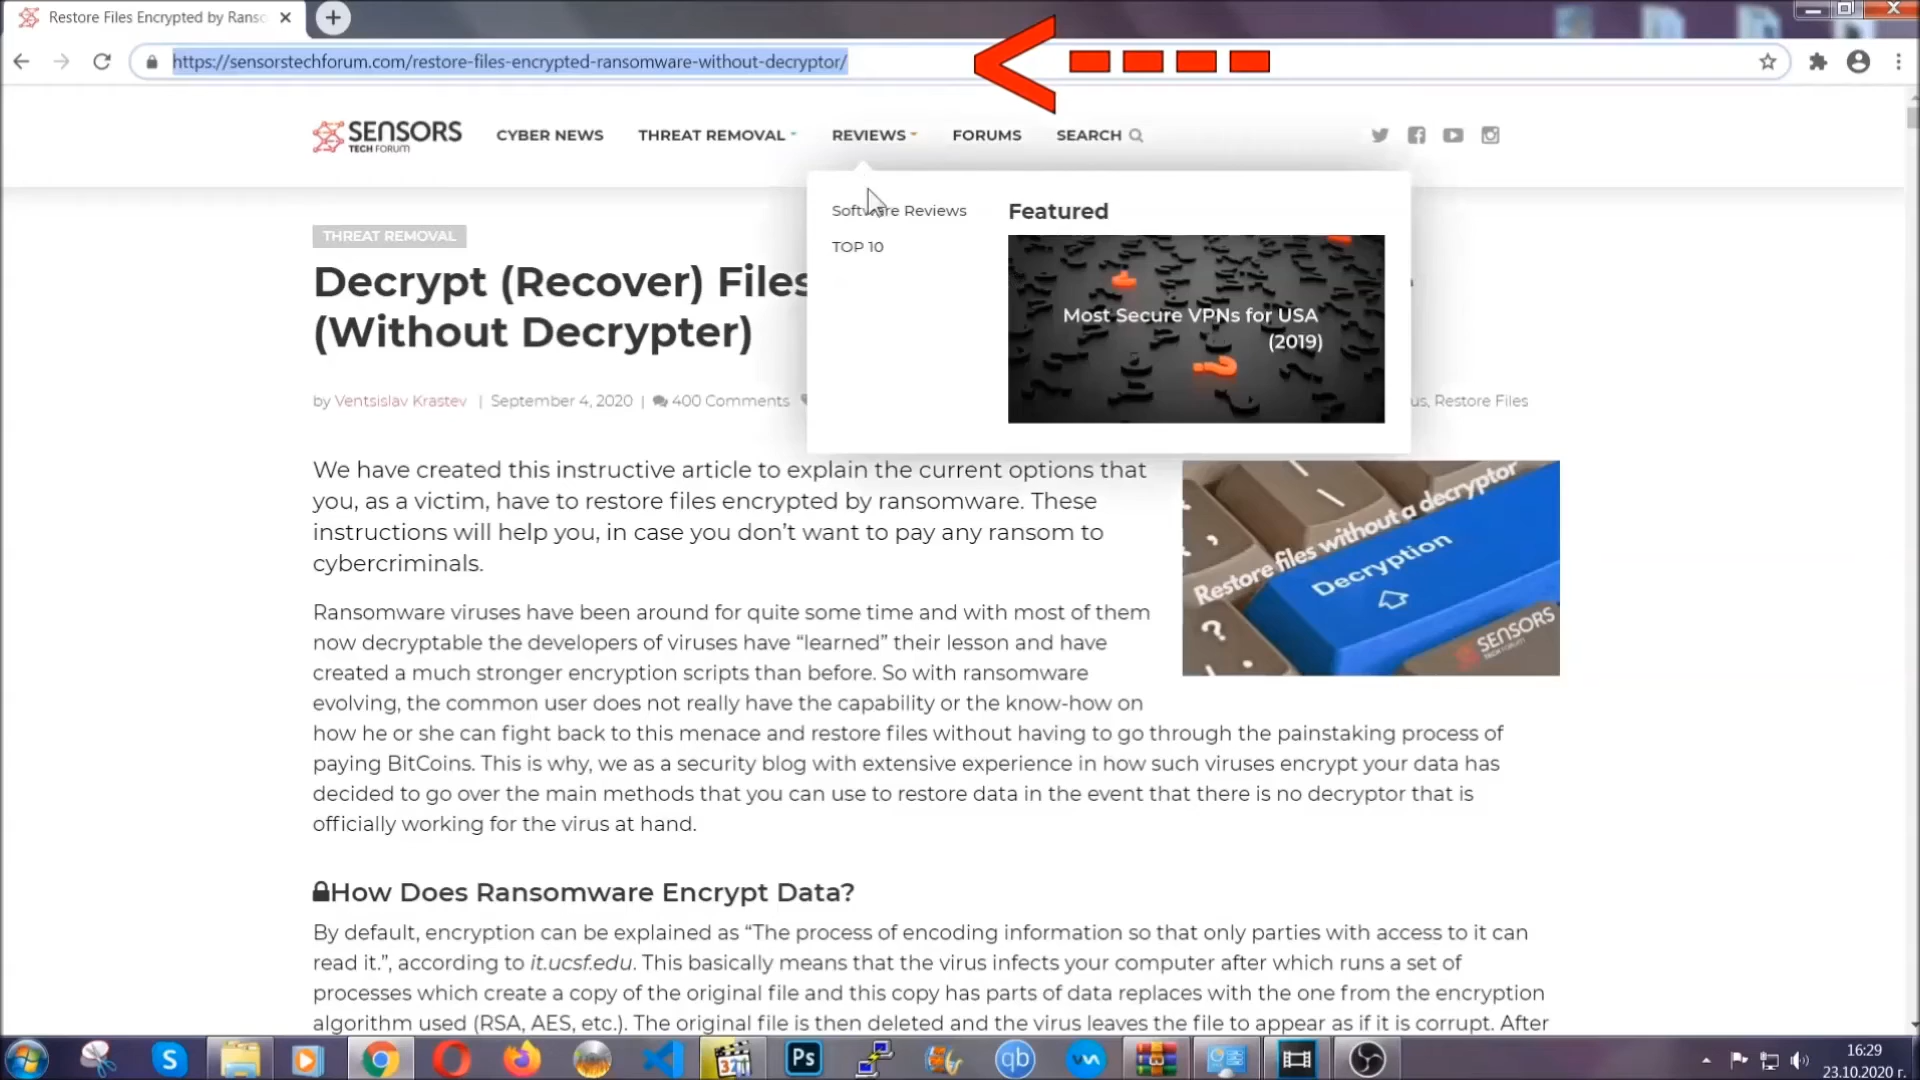 Restore Files Encrypted by Ranso
https://sensorstechforum.com/restore-files-encrypted-ransomware-without-decryptor/
SENSORS
TECH FORUM
CYBER NEWS
THREAT REMOVAL
REVIEWS
FORUMS
SEARCH
Software Reviews
TOP 10
Featured
Most Secure VPNs for USA
(2019)
THREAT REMOVAL
Decrypt (Recover) Files
(Without Decrypter)
by Ventsislav Krastev | September 4, 2020 | 400 Comments
us, Restore Files
We have created this instructive article to explain the current options that
you, as a victim, have to restore files encrypted by ransomware. These
instructions will help you, in case you don’t want to pay any ransom to
cybercriminals.
Restore files without a decryptor
Decryption
SENSORS
Ransomware viruses have been around for quite some time and with most of them
now decryptable the developers of viruses have “learned” their lesson and have
created a much stronger encryption scripts than before. So with ransomware
evolving, the common user does not really have the capability or the know-how on
how he or she can fight back to this menace and restore files without having to go through the painstaking process of
paying BitCoins. This is why, we as a security blog with extensive experience in how such viruses encrypt your data has
decided to go over the main methods that you can use to restore data in the event that there is no decryptor that is
officially working for the virus at hand.
How Does Ransomware Encrypt Data?
By default, encryption can be explained as “The process of encoding information so that only parties with access to it can
read it.”, according to it.ucsf.edu. This basically means that the virus infects your computer after which runs a set of
processes which create a copy of the original file and this copy has parts of data replaces with the one from the encryption
algorithm used (RSA, AES, etc.). The original file is then deleted and the virus leaves the file to appear as if it is corrupt. After
S
321
Ps
qb
16:29
23.10.2020 г.